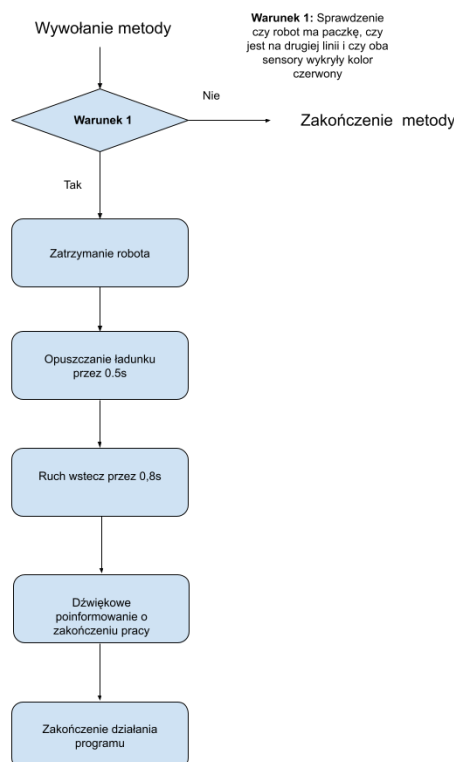 Wywołanie metody
Warunek 1: Sprawdzenie
czy robot ma paczkę, czy
jest na drugiej linii i czy oba
sensory wykryły kolor
czerwony
Warunek 1
Nie
Zakończenie metody
Tak
Zatrzymanie robota
Opuszczanie ładunku
przez 0.5s
Ruch wstecz przez 0,8s
Dźwiękowe
poinformowanie o
zakończeniu pracy
Zakończenie działania
programu